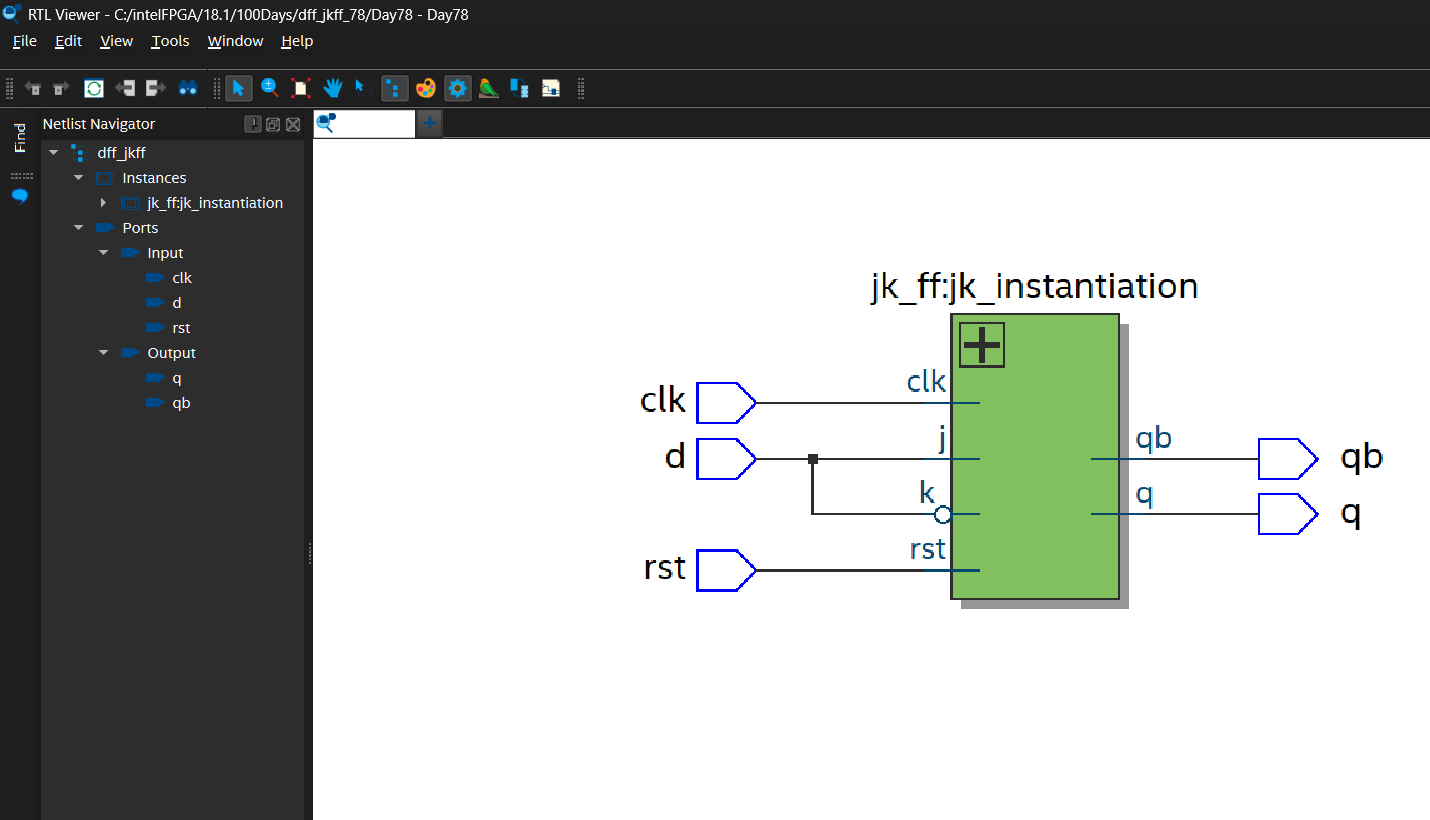 RTL Viewer - C:/intelFPGA/18.1/100Days/dff_jkff_78/Day78 - Day78
File Edit View Tools Window Help
Find
Netlist Navigator
dff_jkff
Instances
jk_ff:jk_instantiation
Ports
Input
clk
d
rst
Output
q
qb
jk_ff:jk_instantiation
clk clk
d j qb qb
k q q
rst rst